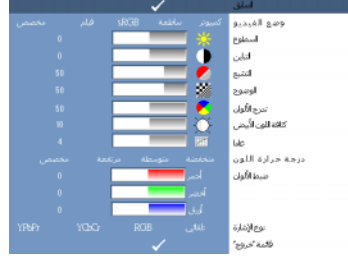 السلق
وضع الفيديو كمبيوتر ساطعة sRGB فيلم مخصص
السطوع 0
التباين 0
التشبع 50
الوضوح 50
تدرج الألوان 50
كثافة اللون الأبيض 10
غاما 4
درجة حرارة اللون منخفضة متوسطة مرتفعة مخصص
ضبط الألوان أحمر 0
أخضر 0
أزرق 0
نوع الإشارة تلقائي RGB YCbCr YPbPr
قائمة "خروج"